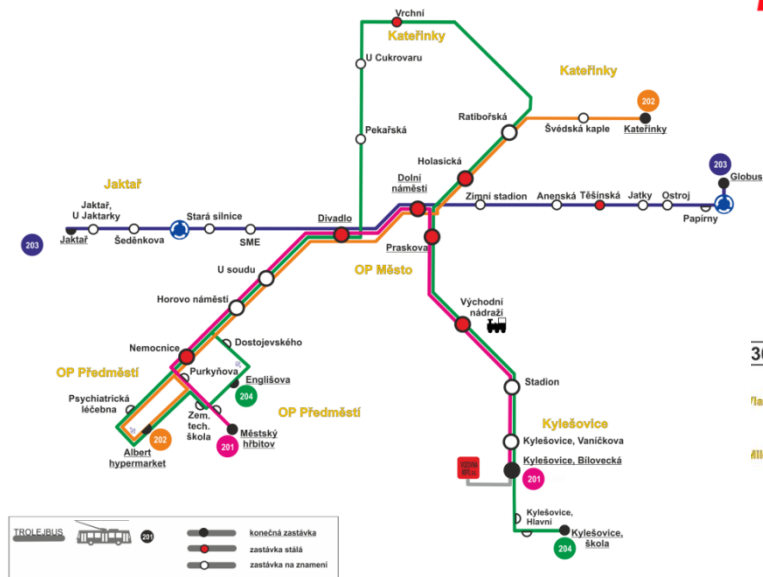 Vrchní
Kateřinky
U Cukrovaru
Kateřinky
202
Ratibořská
Švédská kaple
Kateřinky
Pekařská
Holasická
203
Jaktař
Dolní
náměstí
Globus
Jaktař,
U Jaktarky
Stará silnice
Divadlo
Zimní stadion
Anenská
Těšínská
Jatky
Ostroj
Papírny
203
Jaktař
Šeděnkova
SME
Praskova
OP Město
U soudu
Horovo náměstí
Východní
nádraží
Nemocnice
Dostojevského
OP Předměstí
Purkyňova
Englišova
Stadion
Psychiatrická
léčebna
204
OP Předměstí
Zem.
tech.
škola
Kylešovice
202
201
Městský
hřbitov
Kylešovice, Vaníčkova
Albert
hypermarket
Kylešovice, Bílovecká
201
Kylešovice,
Hlavní
Kylešovice,
škola
204
TROLEJBUS
201
konečná zastávka
zastávka stálá
zastávka na znamení